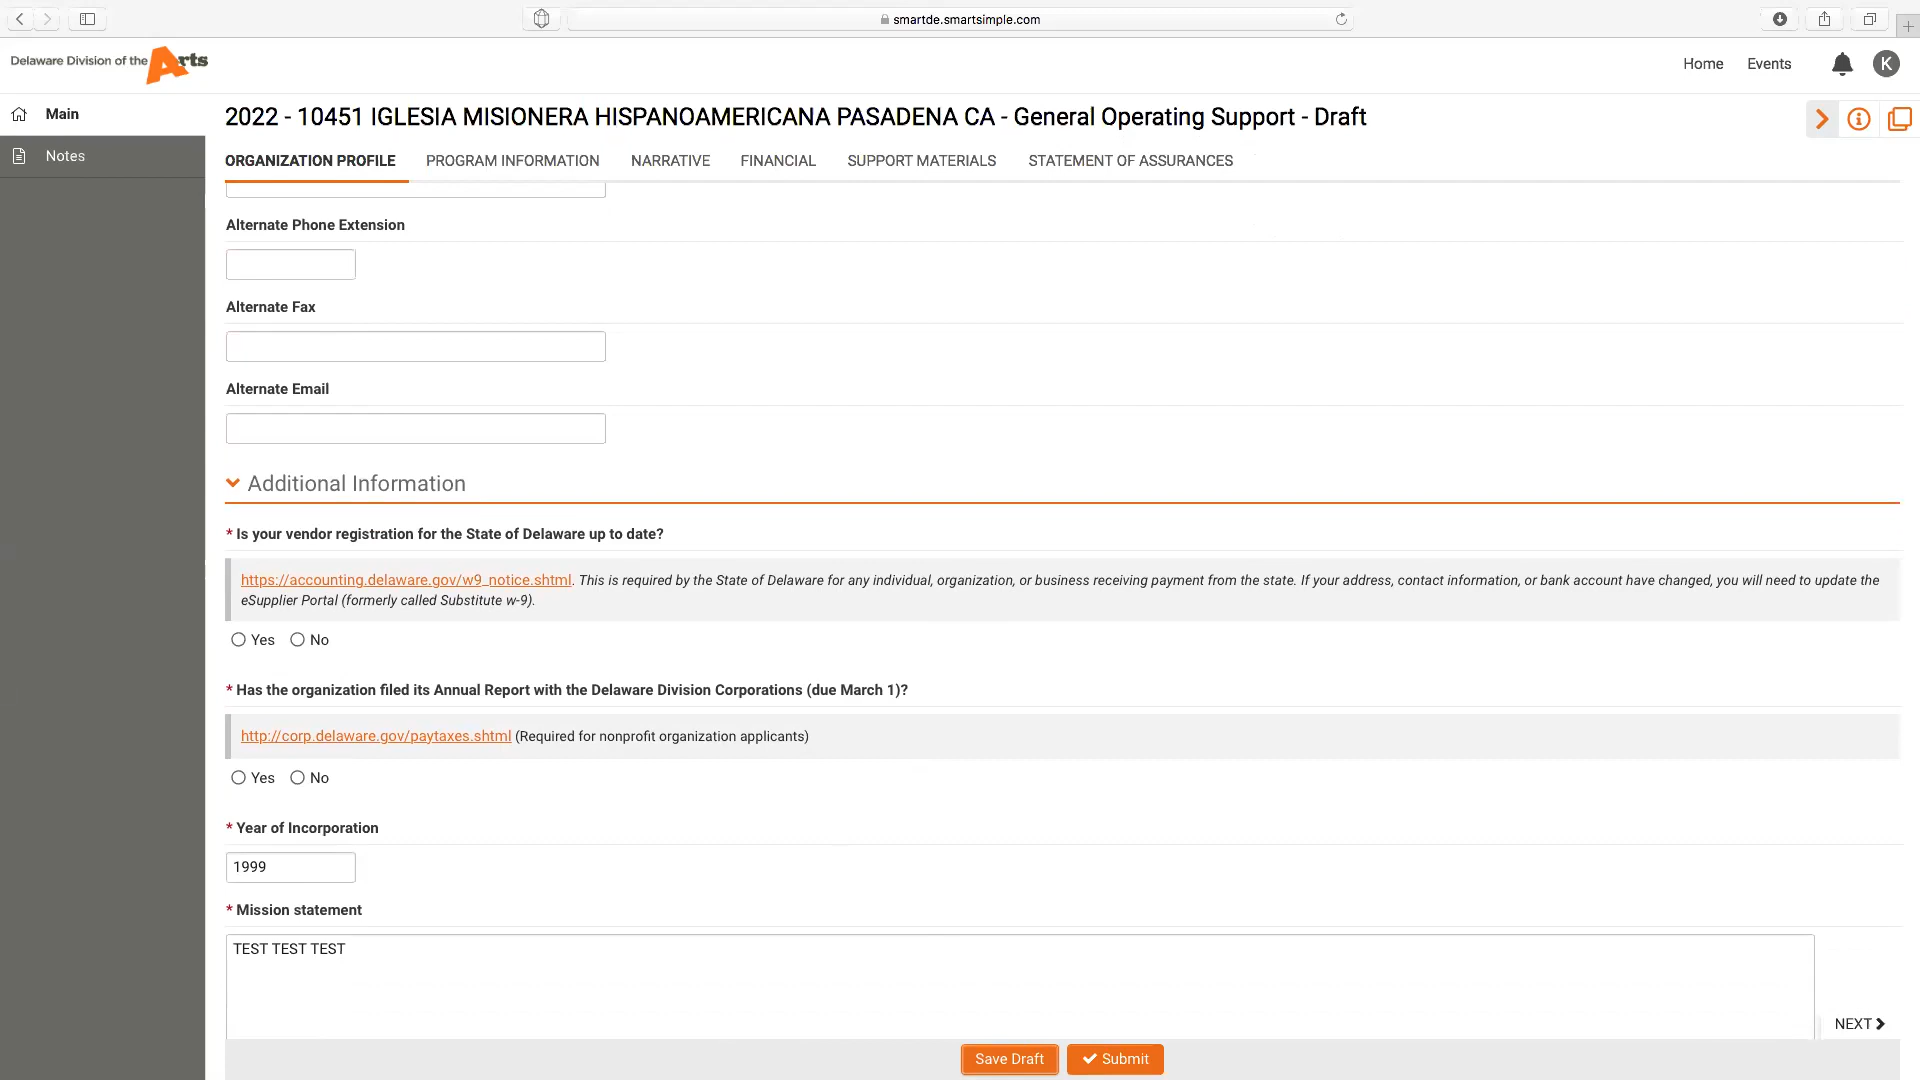 smartde.smartsimple.com
Delaware Division of the Arts
Home Events K
Main
Notes
2022 - 10451 IGLESIA MISIONERA HISPANOAMERICANA PASADENA CA - General Operating Support - Draft
ORGANIZATION PROFILE PROGRAM INFORMATION NARRATIVE FINANCIAL SUPPORT MATERIALS STATEMENT OF ASSURANCES
Alternate Phone Extension
Alternate Fax
Alternate Email
Additional Information
* Is your vendor registration for the State of Delaware up to date?
https://accounting.delaware.gov/w9_notice.shtml. This is required by the State of Delaware for any individual, organization, or business receiving payment from the state. If your address, contact information, or bank account have changed, you will need to update the
eSupplier Portal (formerly called Substitute w-9).
Yes No
* Has the organization filed its Annual Report with the Delaware Division Corporations (due March 1)?
http://corp.delaware.gov/paytaxes.shtml (Required for nonprofit organization applicants)
Yes No
* Year of Incorporation
1999
* Mission statement
TEST TEST TEST
NEXT
Save Draft Submit